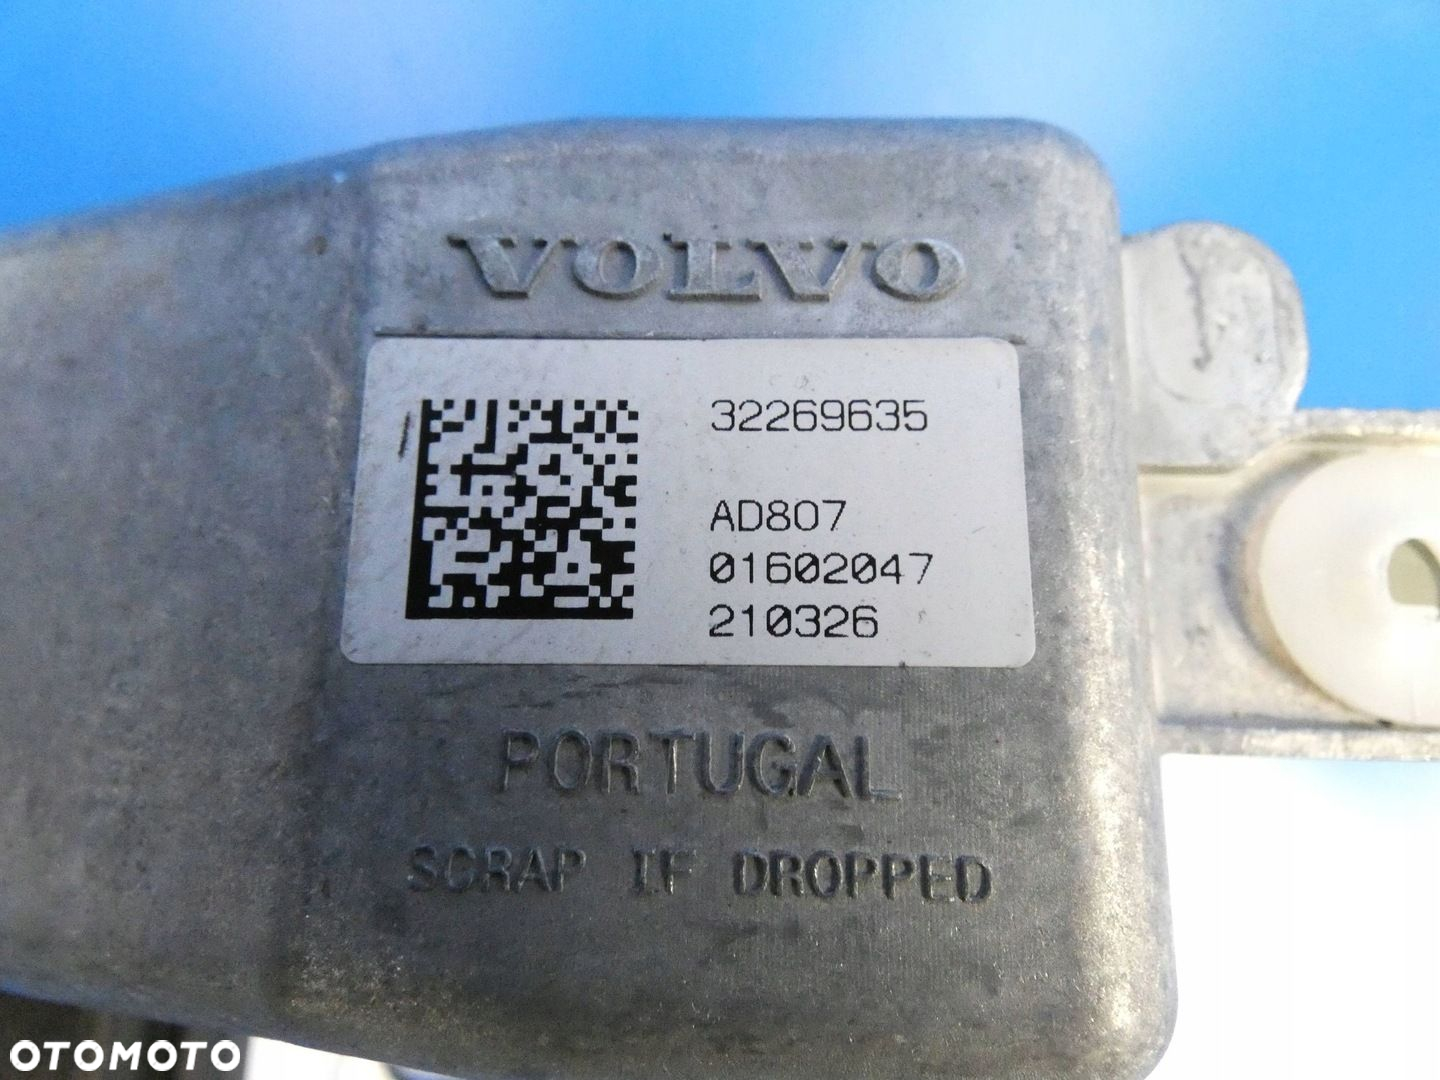 VOLVO
32269635
AD807
01602047
210326
PORTUGAL
SCRAP IF DROPPED
OTOMOTO